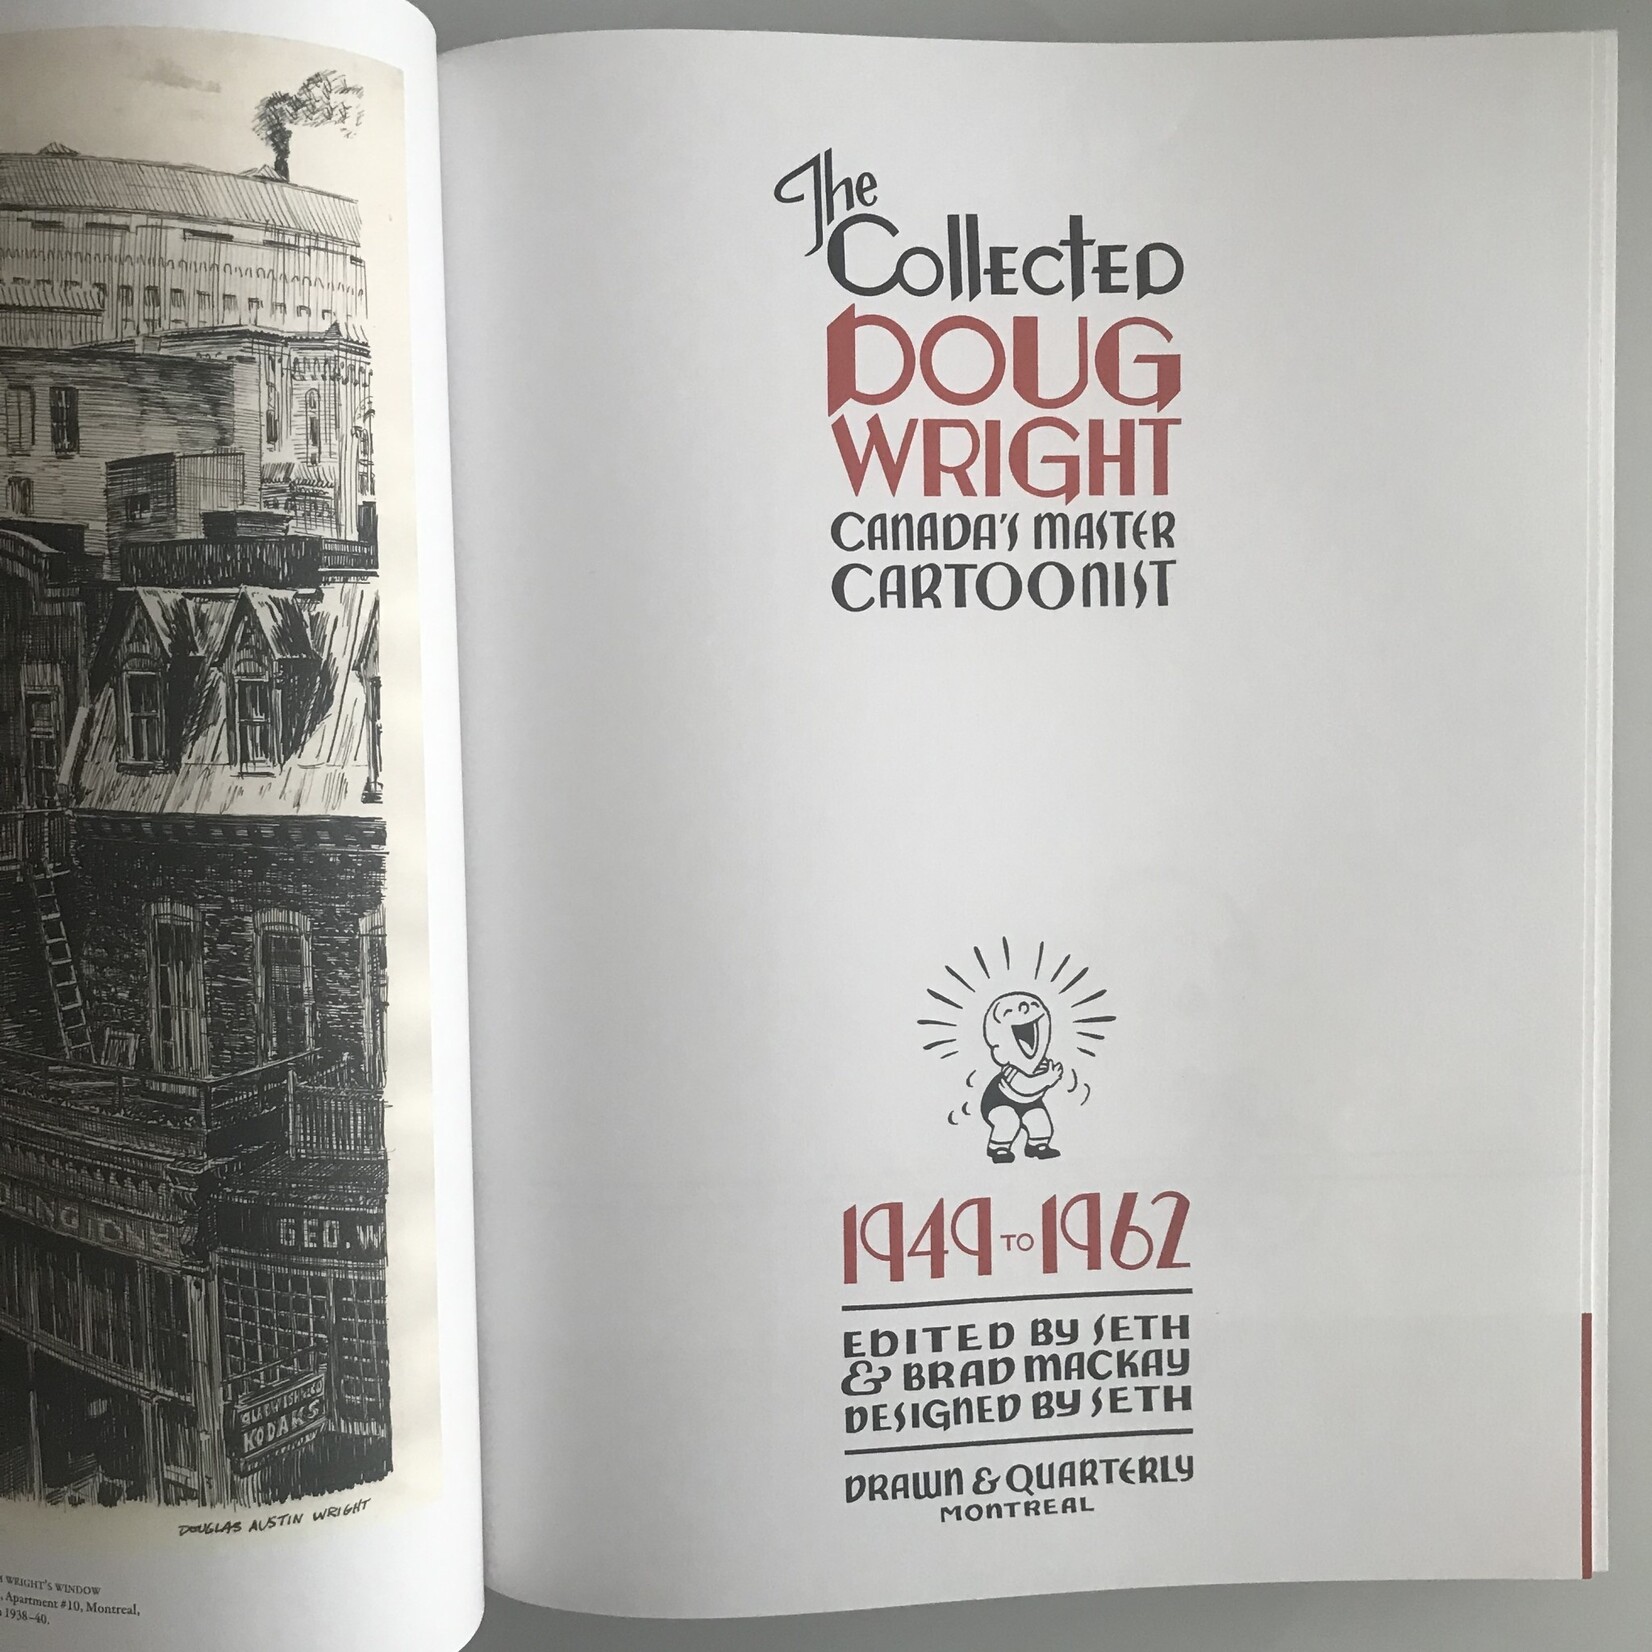 LINGTONS
GEO. W
KODAKS
DOUGLAS AUSTIN WRIGHT
WRIGHT'S WINDOW
, Apartment #10, Montreal,
1938–40.
The
Collected
DOUG
WRIGHT
CANADA'S MASTER
CARTOONIST
1949 TO 1962
EDITED BY SETH
& BRAD MACKAY
DESIGNED BY SETH
DRAWN & QUARTERLY
MONTREAL